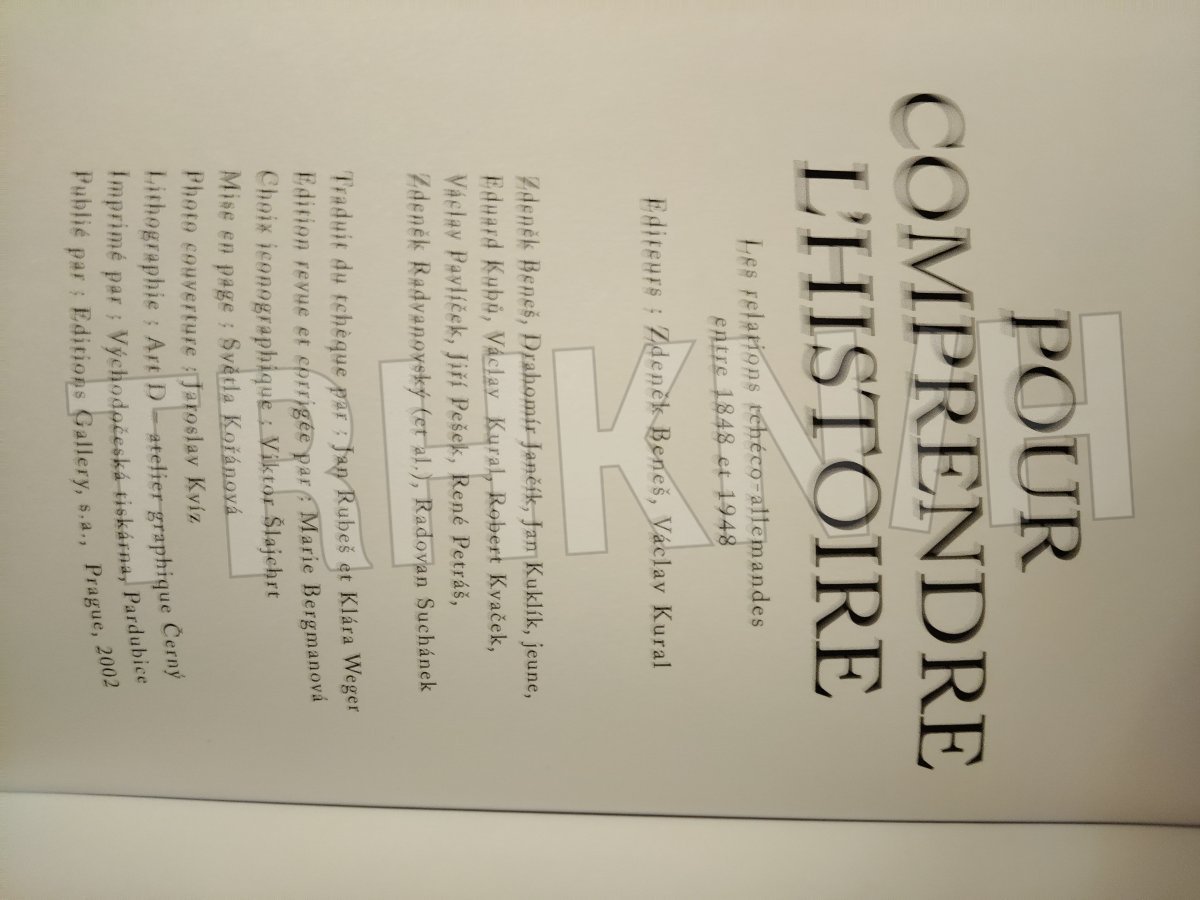 POUR
COMPRENDRE
L'HISTOIRE
Les relations tchéco-allemandes
entre 1848 et 1948
Editeurs : Zdeněk Beneš, Václav Kural
Zdeněk Beneš, Drahomír Jančík, Jan Kuklík, jeune,
Eduard Kubů, Václav Kural, Robert Kvaček,
Václav Pavlíček, Jiří Pešek, René Petráš,
Zdeněk Radvanovský (et al.), Radovan Suchánek
Traduit du tchèque par : Jan Rubeš et Klára Weger
Edition revue et corrigée par : Marie Bergmanová
Choix iconographique : Viktor Šlajchrt
Mise en page : Světla Kořánová
Photo couverture : Jaroslav Kvíz
Lithographie : Art D – atelier graphique Černý
Imprimé par : Východočeská tiskárna, Pardubice
Publié par : Editions Gallery, s.a., Prague, 2002